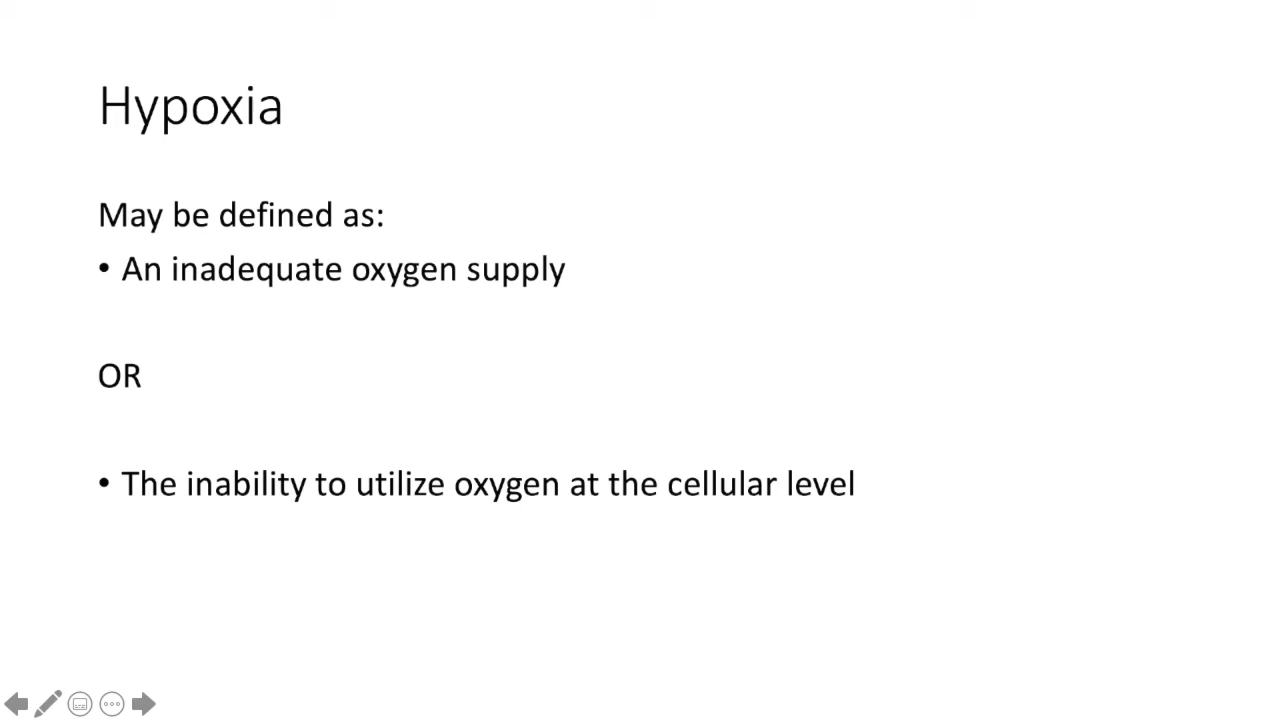 Hypoxia
May be defined as:
• An inadequate oxygen supply
OR
• The inability to utilize oxygen at the cellular level